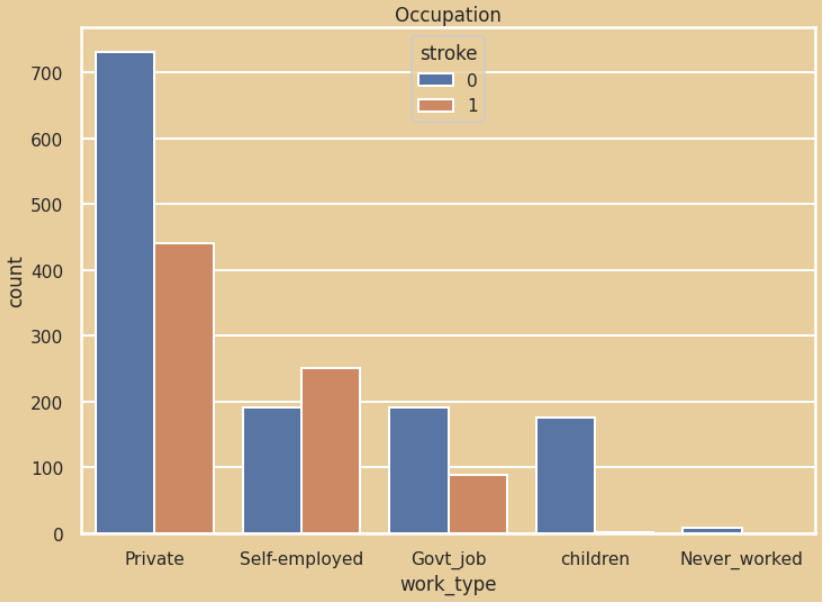 Occupation
stroke
0
1
700
600
500
400
300
200
100
0
count
Private Self-employed Govt_job children Never_worked
work_type